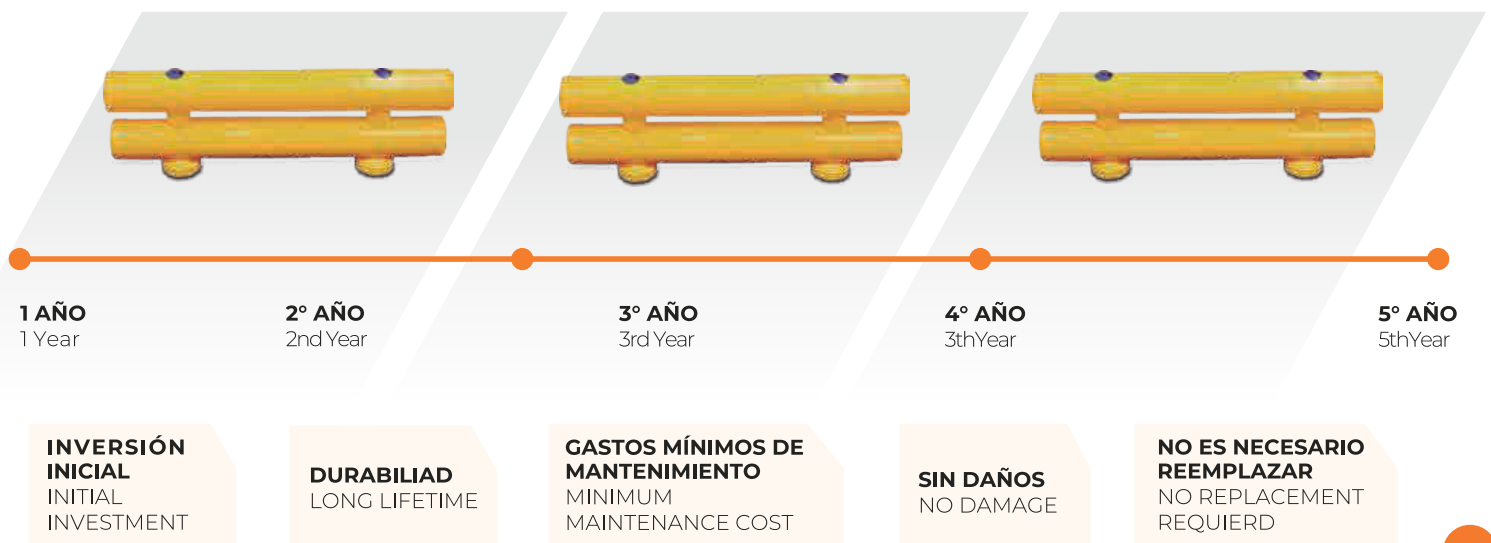 1 AÑO
1 Year
2° AÑO
2nd Year
3° AÑO
3rd Year
4° AÑO
3thYear
5° AÑO
5thYear
INVERSIÓN
INICIAL
INITIAL
INVESTMENT
DURABILIAD
LONG LIFETIME
GASTOS MÍNIMOS DE
MANTENIMIENTO
MINIMUM
MAINTENANCE COST
SIN DAÑOS
NO DAMAGE
NO ES NECESARIO
REEMPLAZAR
NO REPLACEMENT
REQUIERD